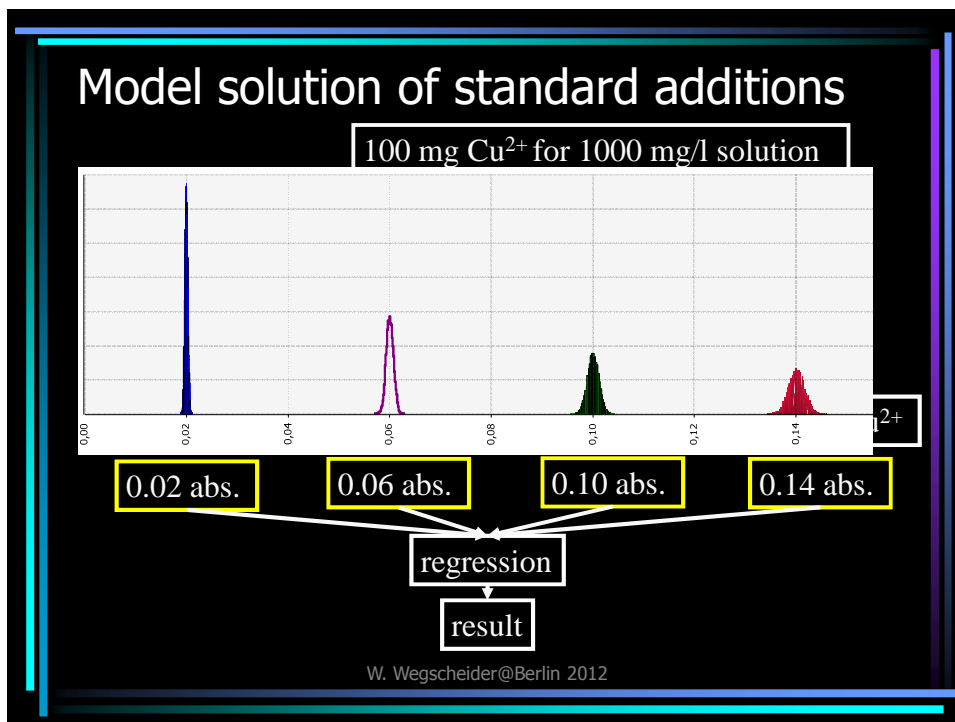 Model solution of standard additions
100 mg Cu²⁺ for 1000 mg/l solution
0,00 0,02 0,04 0,06 0,08 0,10 0,12 0,14
2+
0.02 abs. 0.06 abs. 0.10 abs. 0.14 abs.
regression
result
W. Wegscheider@Berlin 2012